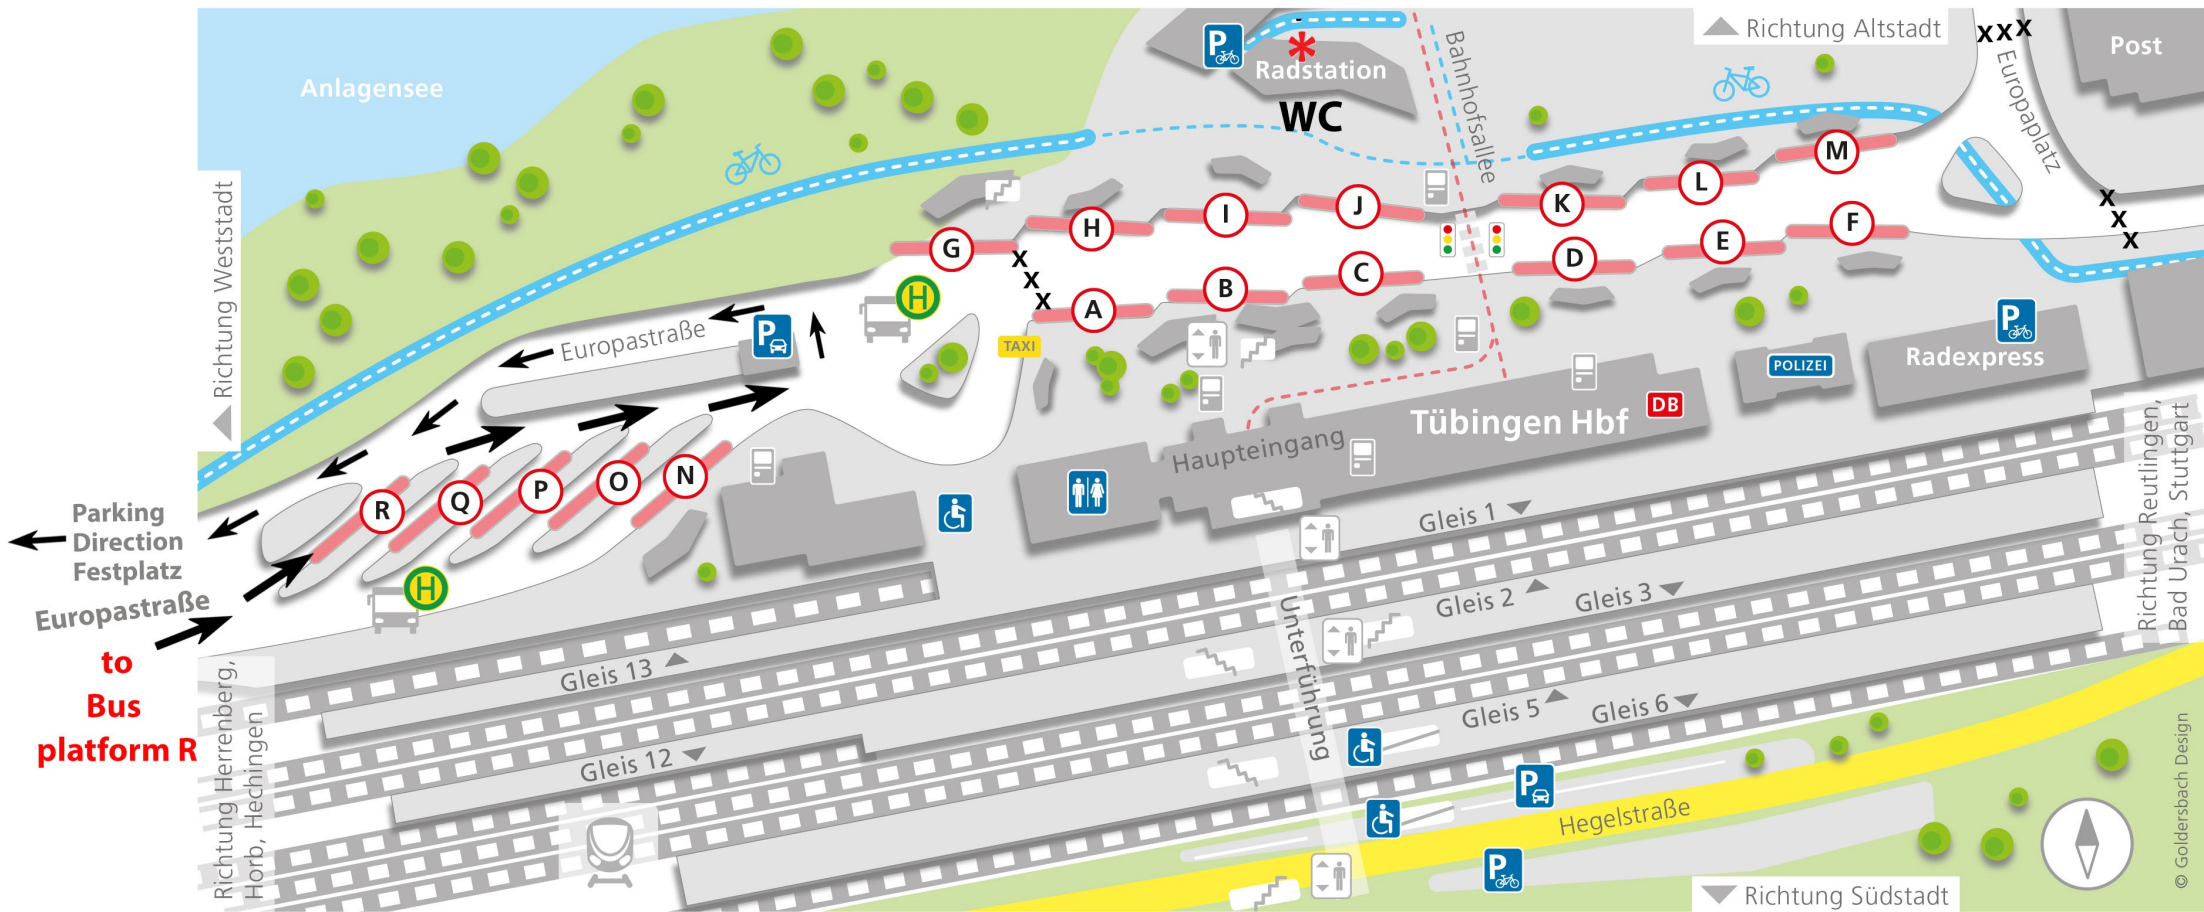 Richtung Altstadt
Post
xxx
P
Radstation
WC
Bahnhofsallee
Europaplatz
Anlagensee
Richtung Weststadt
M
L
K
J
I
H
G
F
E
D
C
B
A
x
x
x
x
x
x
H
TAXI
P
Europastraße
P
POLIZEI
Radexpress
DB
Tübingen Hbf
Haupteingang
R
Q
P
O
N
Parking
Direction
Festplatz
Europastraße
to
Bus
platform R
H
Gleis 1
Gleis 2
Gleis 3
Gleis 5
Gleis 6
Gleis 13
Gleis 12
Unterführung
Richtung Reutlingen,
Bad Urach, Stuttgart
Richtung Herrenberg,
Horb, Hechingen
P
Hegelstraße
P
Richtung Südstadt
© Goldersbach Design